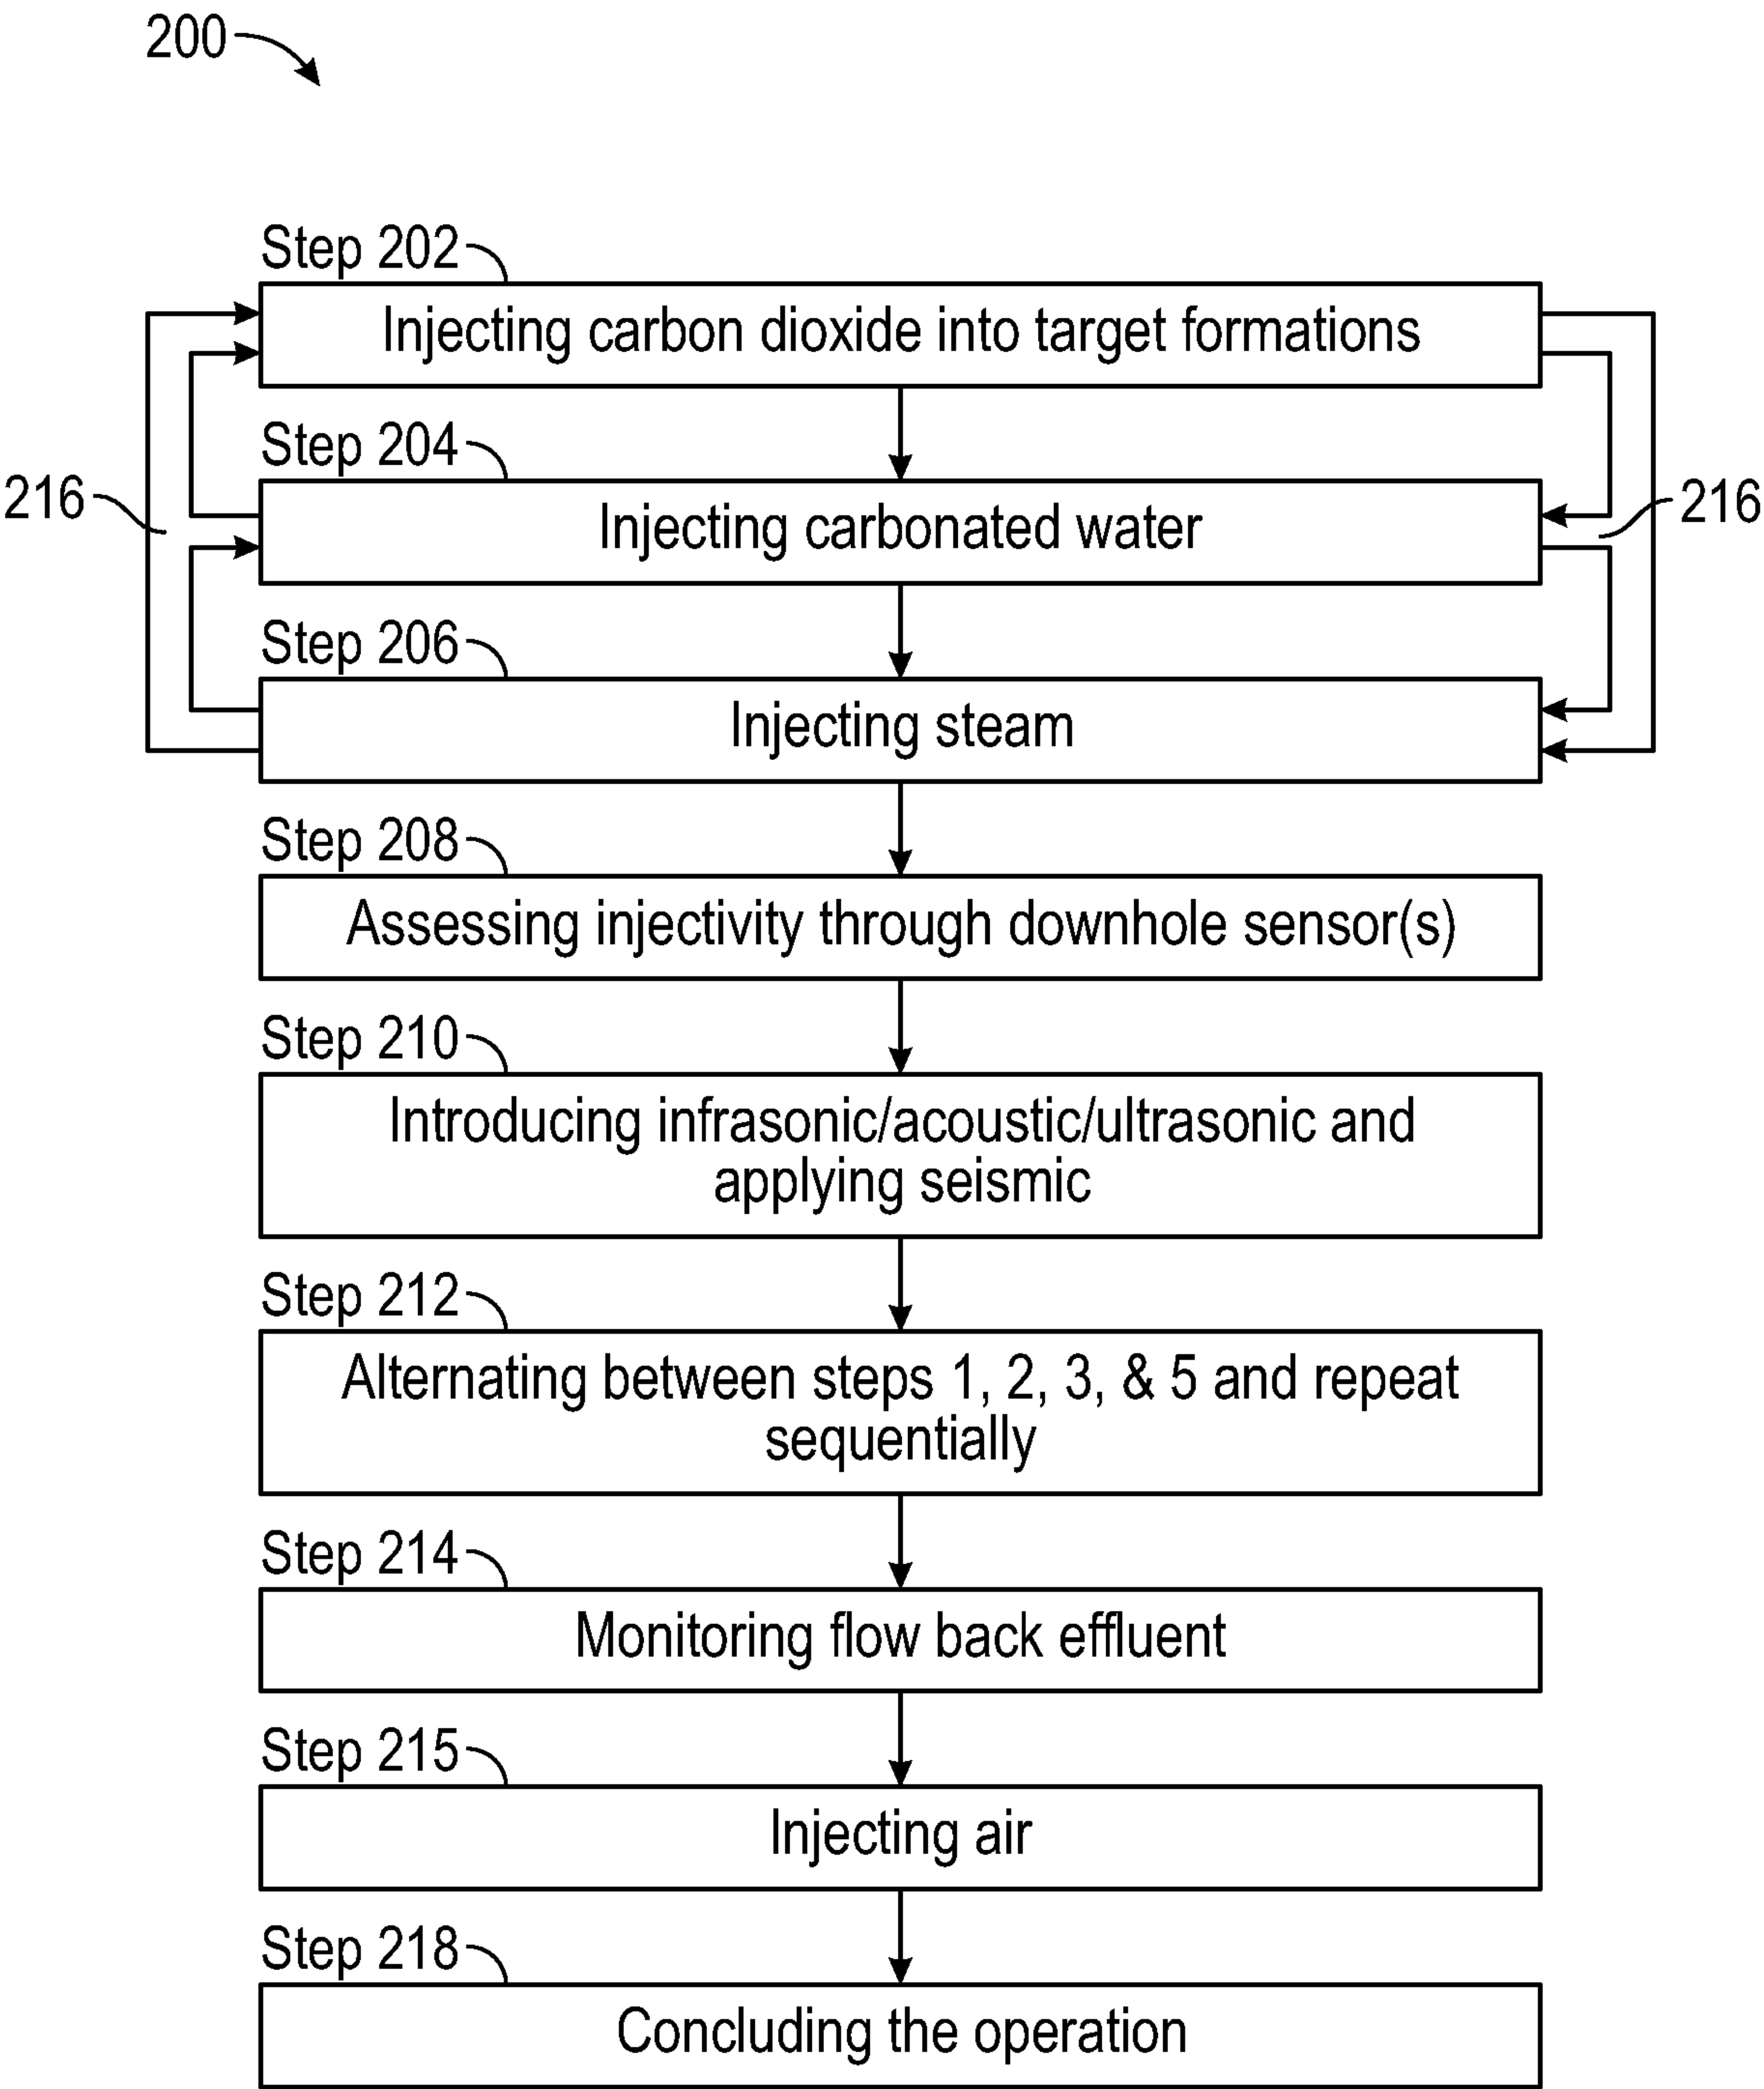 200
Step 202
Injecting carbon dioxide into target formations
Step 204
216
Injecting carbonated water
216
Step 206
Injecting steam
Step 208
Assessing injectivity through downhole sensor(s)
Step 210
Introducing infrasonic/acoustic/ultrasonic and
applying seismic
Step 212
Alternating between steps 1, 2, 3, & 5 and repeat
sequentially
Step 214
Monitoring flow back effluent
Step 215
Injecting air
Step 218
Concluding the operation